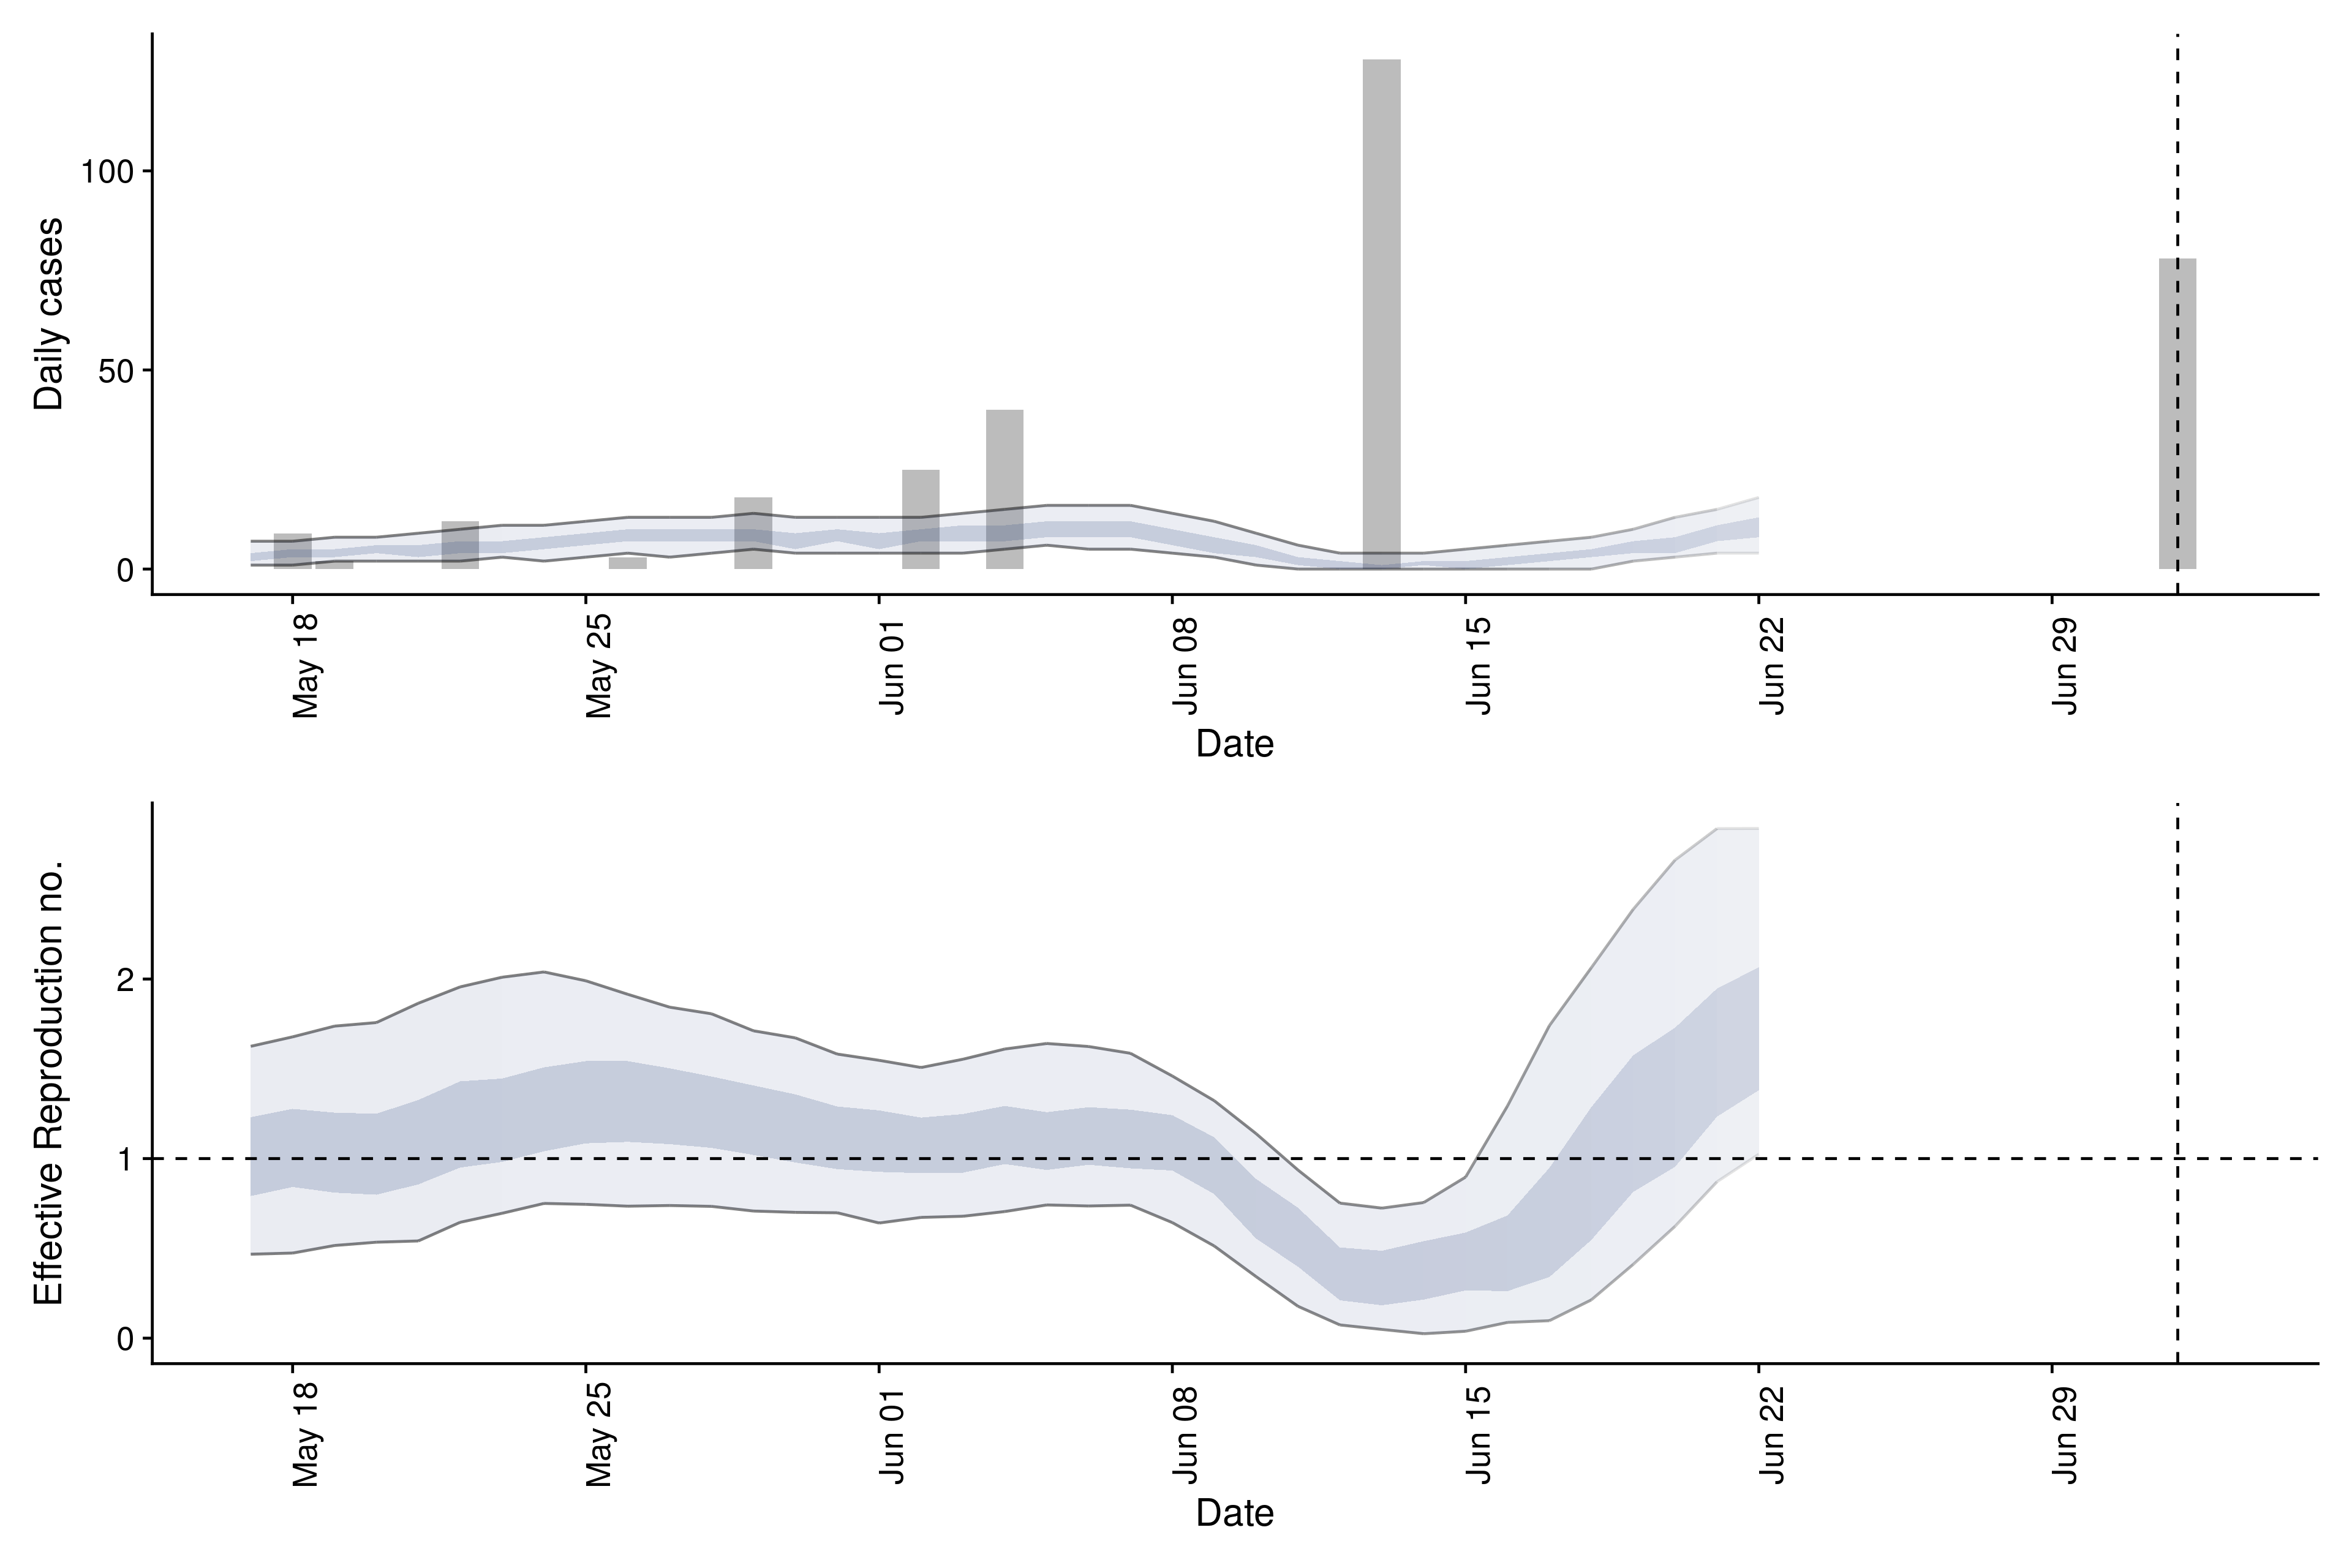 Daily cases
100
50
0
May 18
May 25
Jun 01
Jun 08
Jun 15
Jun 22
Jun 29
Date
Effective Reproduction no.
2
1
0
May 18
May 25
Jun 01
Jun 08
Jun 15
Jun 22
Jun 29
Date